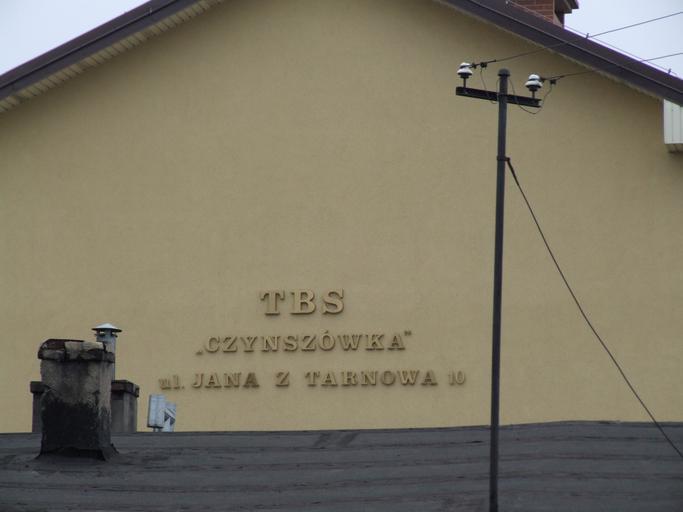 TBS
„CZYNSZÓWKA”
ul. JANA Z TARNOWA 10